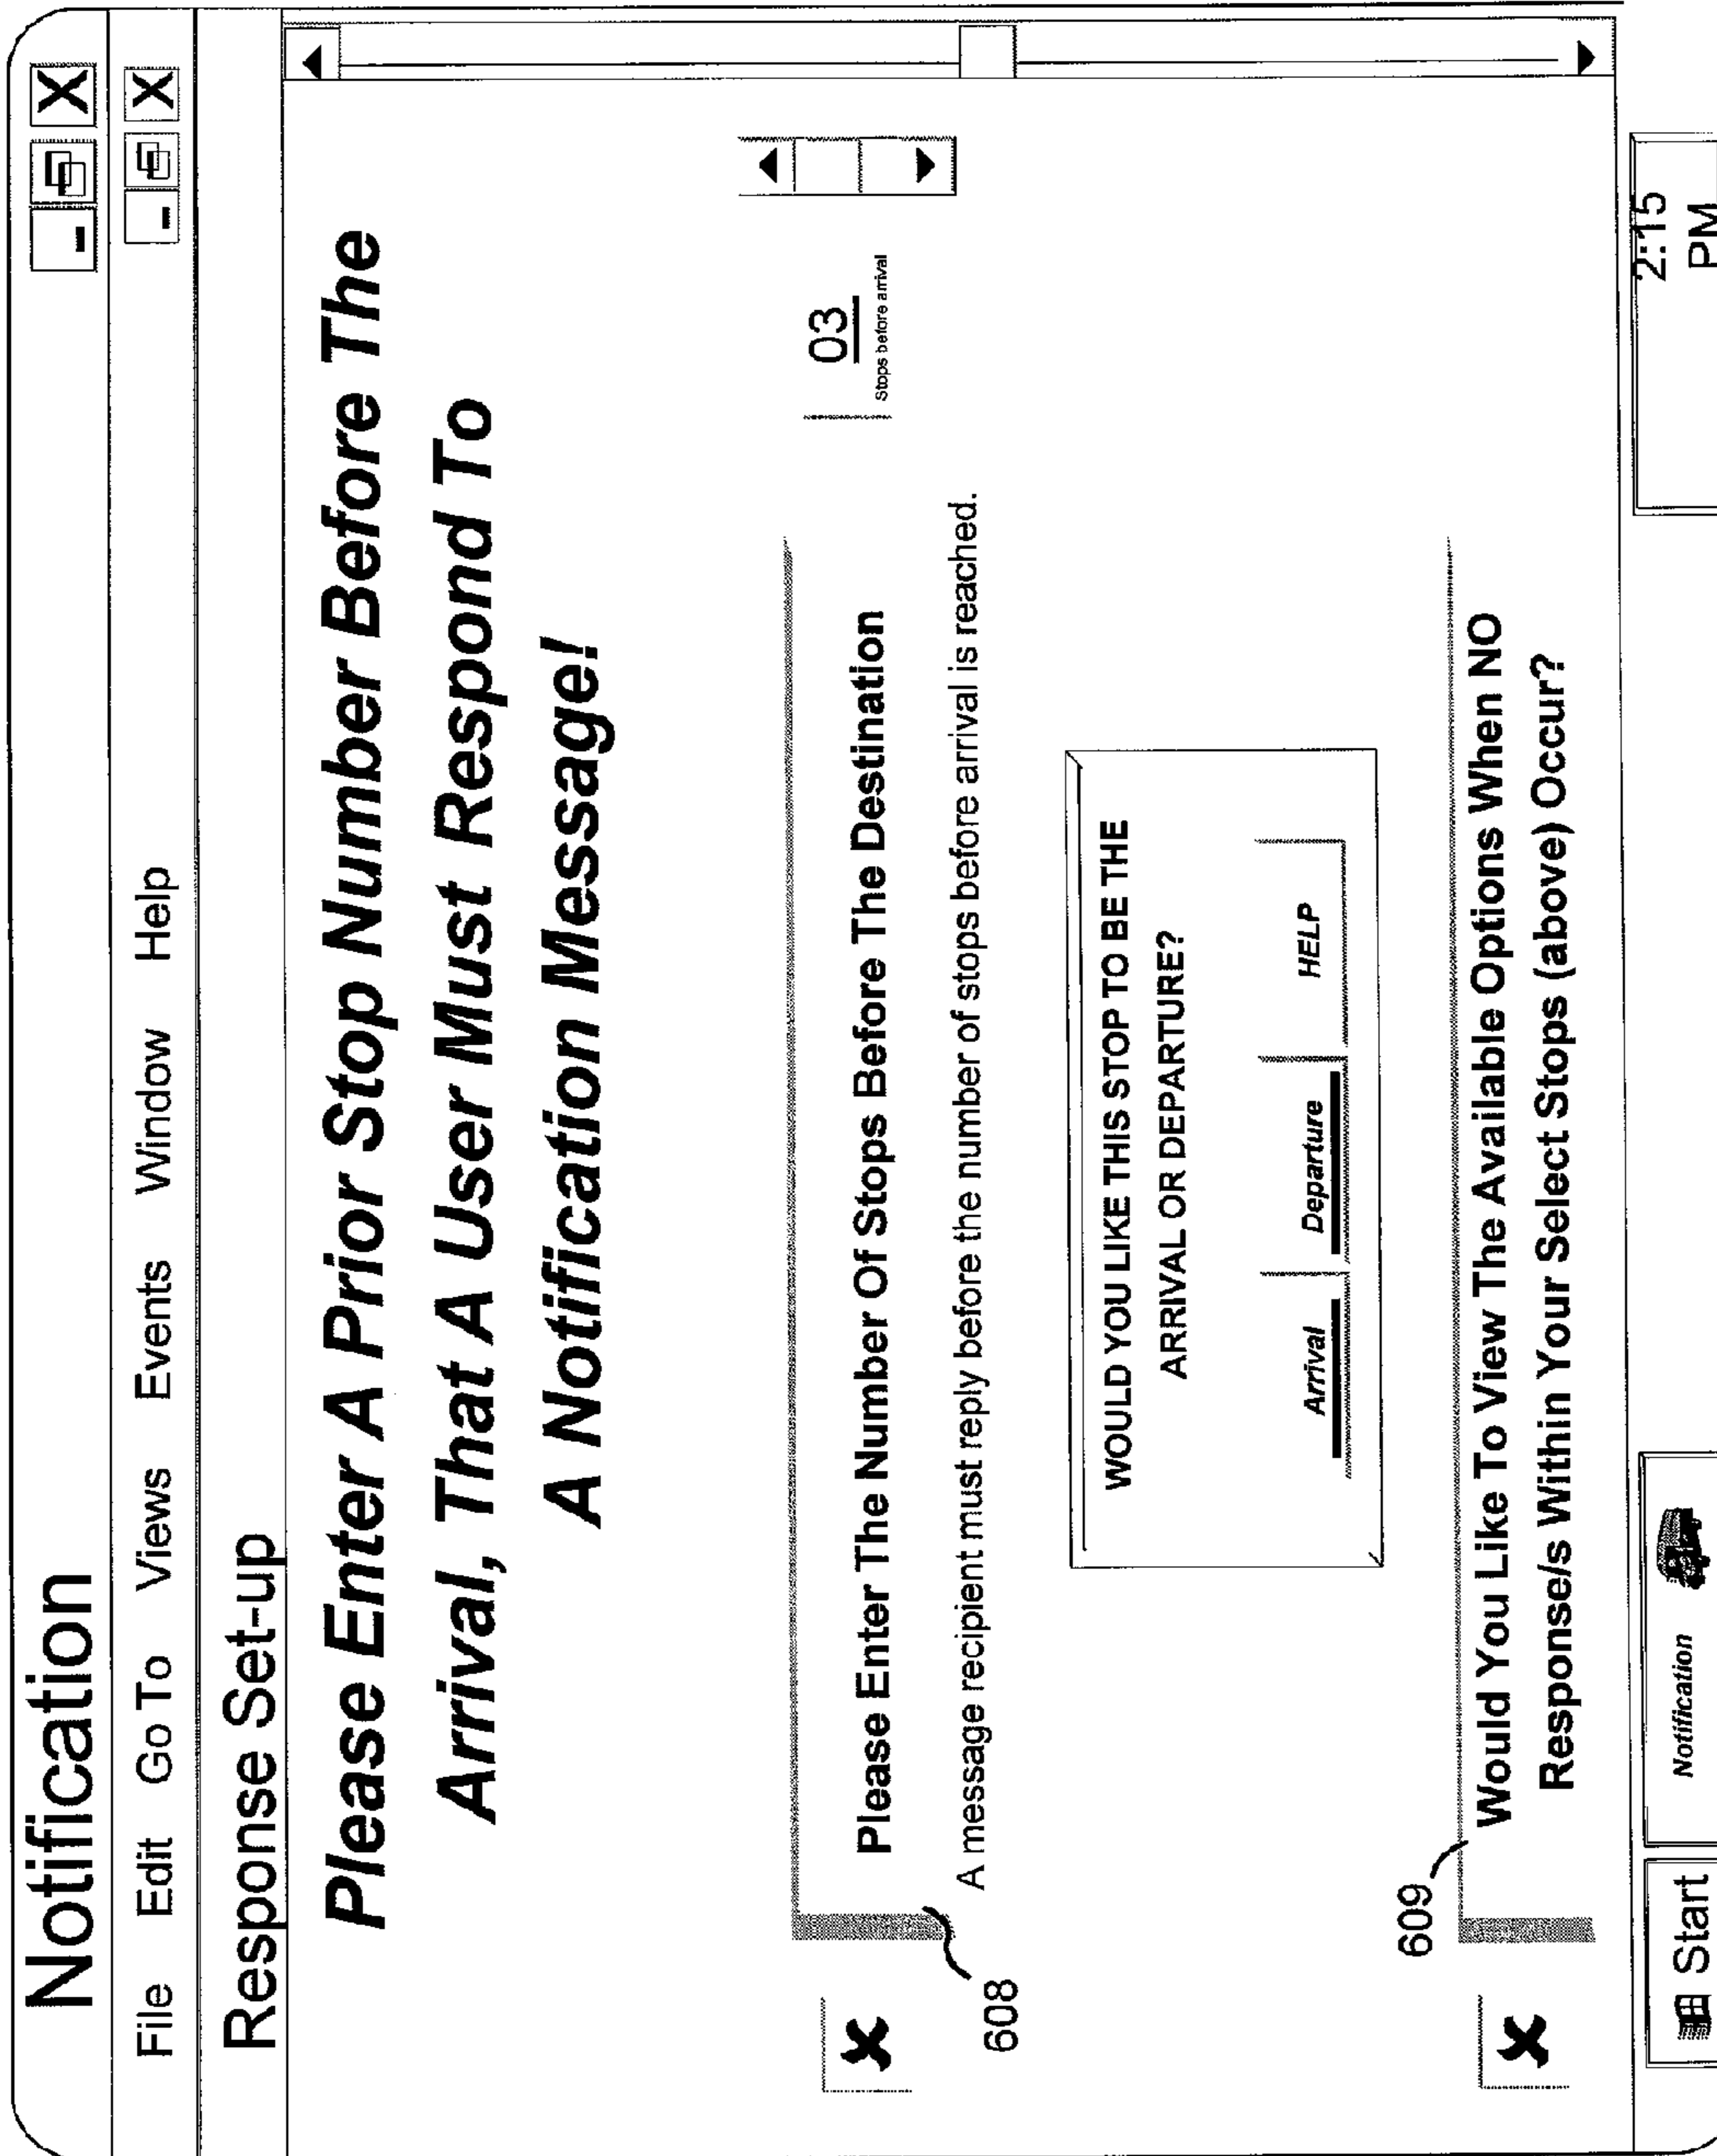 Notification
File Edit Go To Views Events Window Help
Response Set-up
Please Enter A Prior Stop Number Before The
Arrival, That A User Must Respond To
A Notification Message!
Please Enter The Number Of Stops Before The Destination
03
Stops before arrival
A message recipient must reply before the number of stops before arrival is reached.
608
WOULD YOU LIKE THIS STOP TO BE THE
ARRIVAL OR DEPARTURE?
Arrival Departure HELP
609
Would You Like To View The Available Options When NO
Response/s Within Your Select Stops (above) Occur?
Start
Notification
2:15
PM